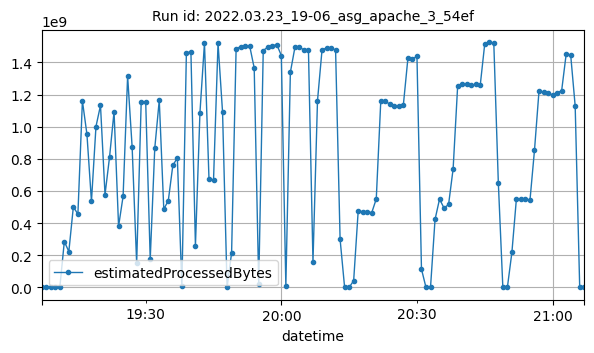 Run id: 2022.03.23_19-06_asg_apache_3_54ef
1e9
1.4
1.2
1.0
0.8
0.6
0.4
0.2
0.0
estimatedProcessedBytes
19:30 20:00 20:30 21:00
datetime